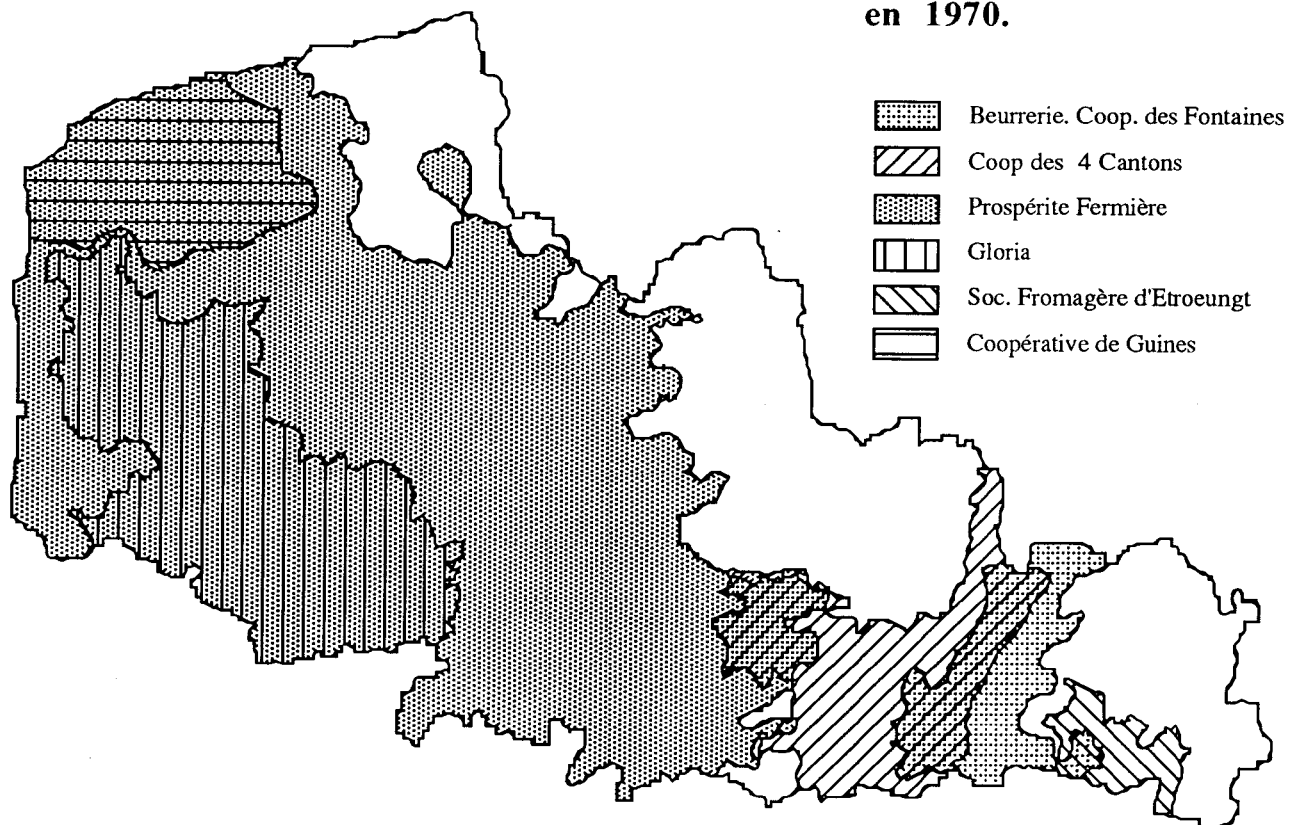 en 1970.
Beurrerie. Coop. des Fontaines
Coop des 4 Cantons
Prospérite Fermière
Gloria
Soc. Fromagère d'Etroeungt
Coopérative de Guines